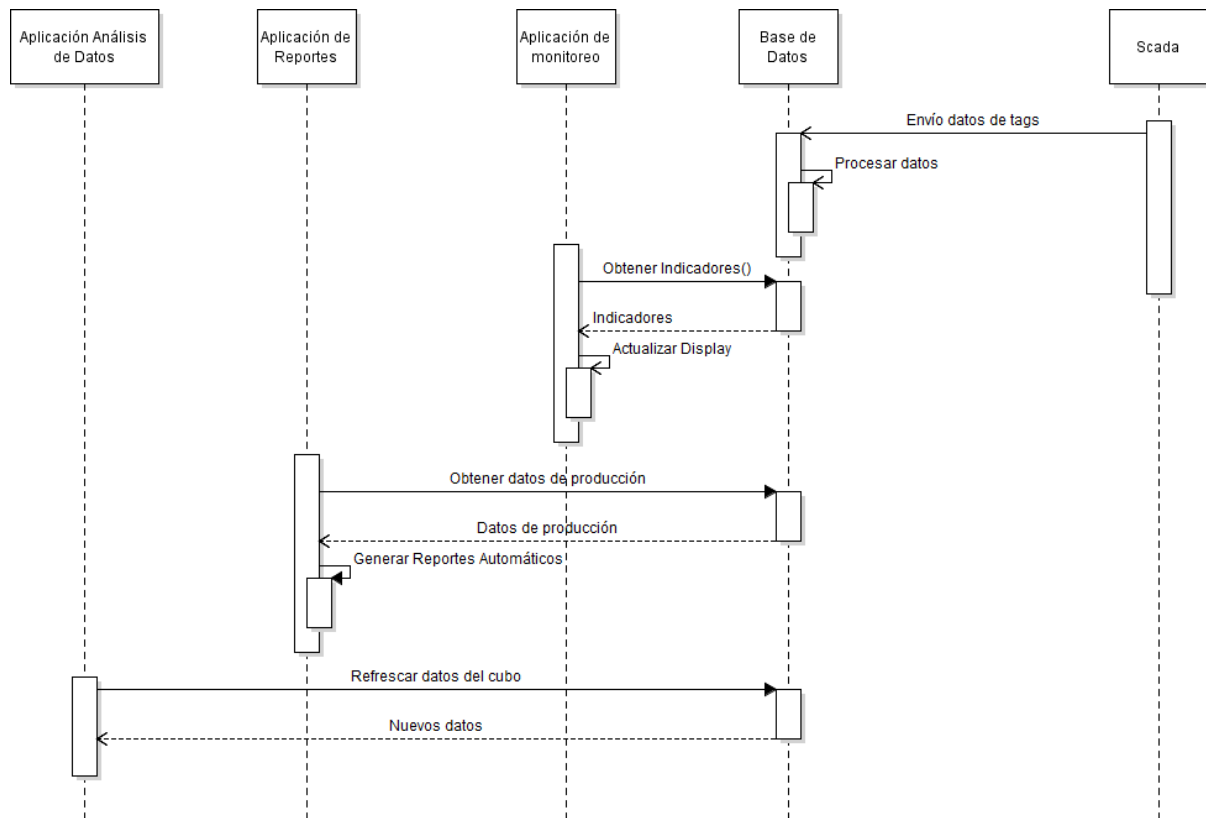 Aplicación Análisis
de Datos
Aplicación de
Reportes
Aplicación de
monitoreo
Base de
Datos
Scada
Envío datos de tags
Procesar datos
Obtener Indicadores()
Indicadores
Actualizar Display
Obtener datos de producción
Datos de producción
Generar Reportes Automáticos
Refrescar datos del cubo
Nuevos datos